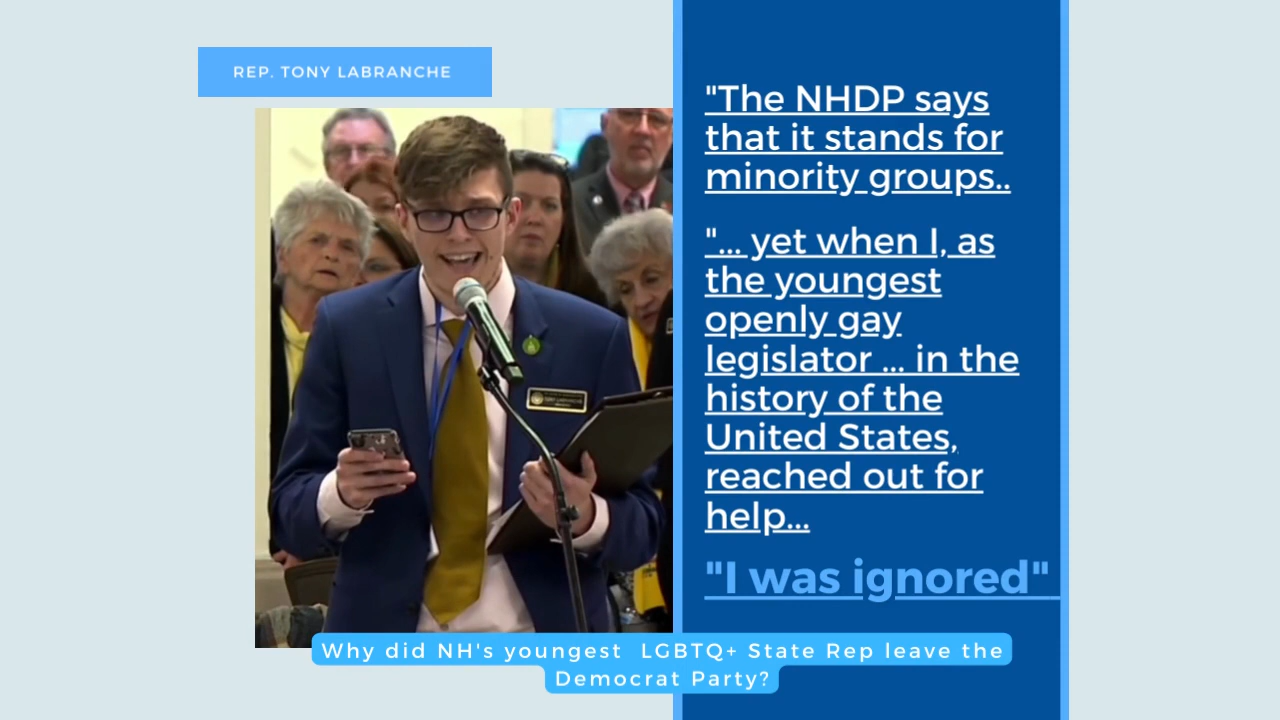 REP. TONY LABRANCHE
"The NHDP says
that it stands for
minority groups..
"... yet when I, as
the youngest
openly gay
legislator ... in the
history of the
United States,
reached out for
help...
"I was ignored"
Why did NH's youngest  LGBTQ+ State Rep leave the
Democrat Party?
TONY LABRANCHE